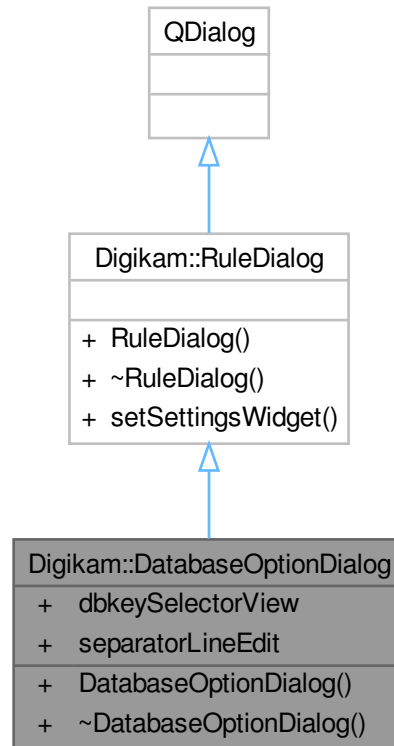 QDialog
Digikam::RuleDialog
+ RuleDialog()
+ ~RuleDialog()
+ setSettingsWidget()
Digikam::DatabaseOptionDialog
+ dbkeySelectorView
+ separatorLineEdit
+ DatabaseOptionDialog()
+ ~DatabaseOptionDialog()